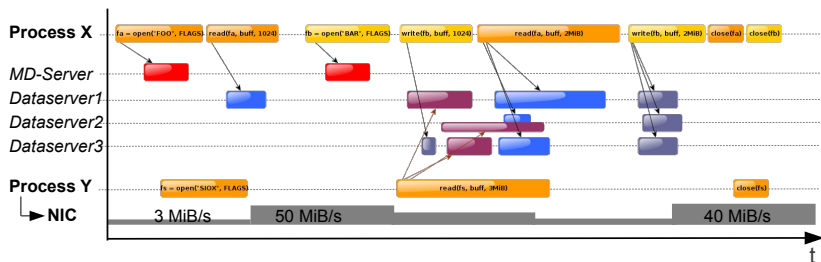 Process X fa = open("FOO", FLAGS) read(fa, buff, 1024) fb = open("BAR", FLAGS) write(fb, buff, 1024) read(fa, buff, 2MiB) write(fb, buff, 2MiB) close(fa) close(fb)
MD-Server
Dataserver1
Dataserver2
Dataserver3
Process Y fs = open("SIOX", FLAGS) read(fs, buff, 3MiB) close(fs)
NIC 3 MiB/s 50 MiB/s 40 MiB/s
t